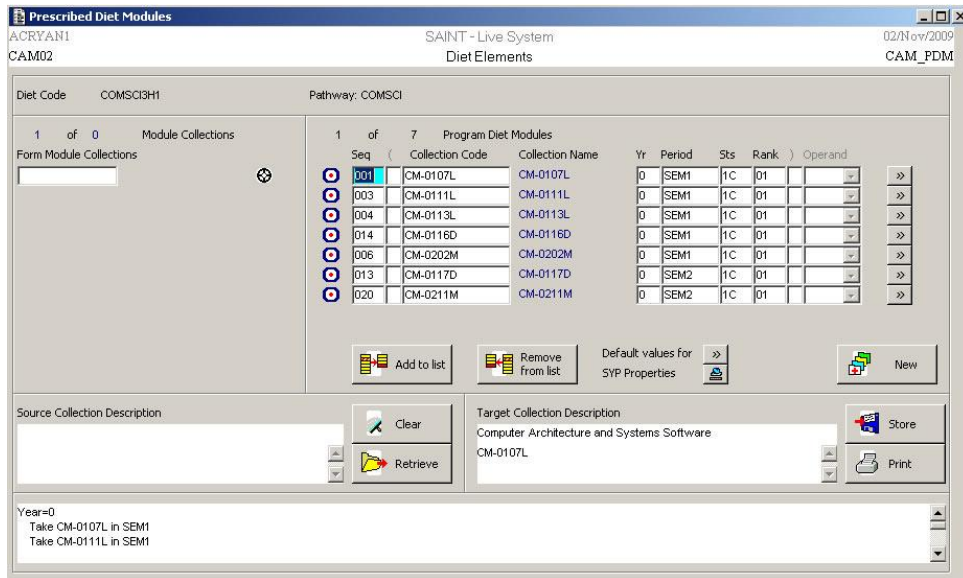 Prescribed Diet Modules
ACRYAN1 SAINT - Live System 02/Nov/2009
CAM02 Diet Elements CAM_PDM
Diet Code COMSCI3H1 Pathway: COMSCI
1 of 0 Module Collections
Form Module Collections
1 of 7 Program Diet Modules
Seq ( Collection Code Collection Name Yr Period Sts Rank ) Operand
001 CM-0107L CM-0107L 0 SEM1 1C 01 »
003 CM-0111L CM-0111L 0 SEM1 1C 01 »
004 CM-0113L CM-0113L 0 SEM1 1C 01 »
014 CM-0116D CM-0116D 0 SEM1 1C 01 »
006 CM-0202M CM-0202M 0 SEM1 1C 01 »
013 CM-0117D CM-0117D 0 SEM2 1C 01 »
020 CM-0211M CM-0211M 0 SEM2 1C 01 »
Add to list
Remove
from list
Default values for »
SYP Properties
New
Source Collection Description
Clear
Retrieve
Target Collection Description
Computer Architecture and Systems Software
CM-0107L
Store
Print
Year=0
Take CM-0107L in SEM1
Take CM-0111L in SEM1